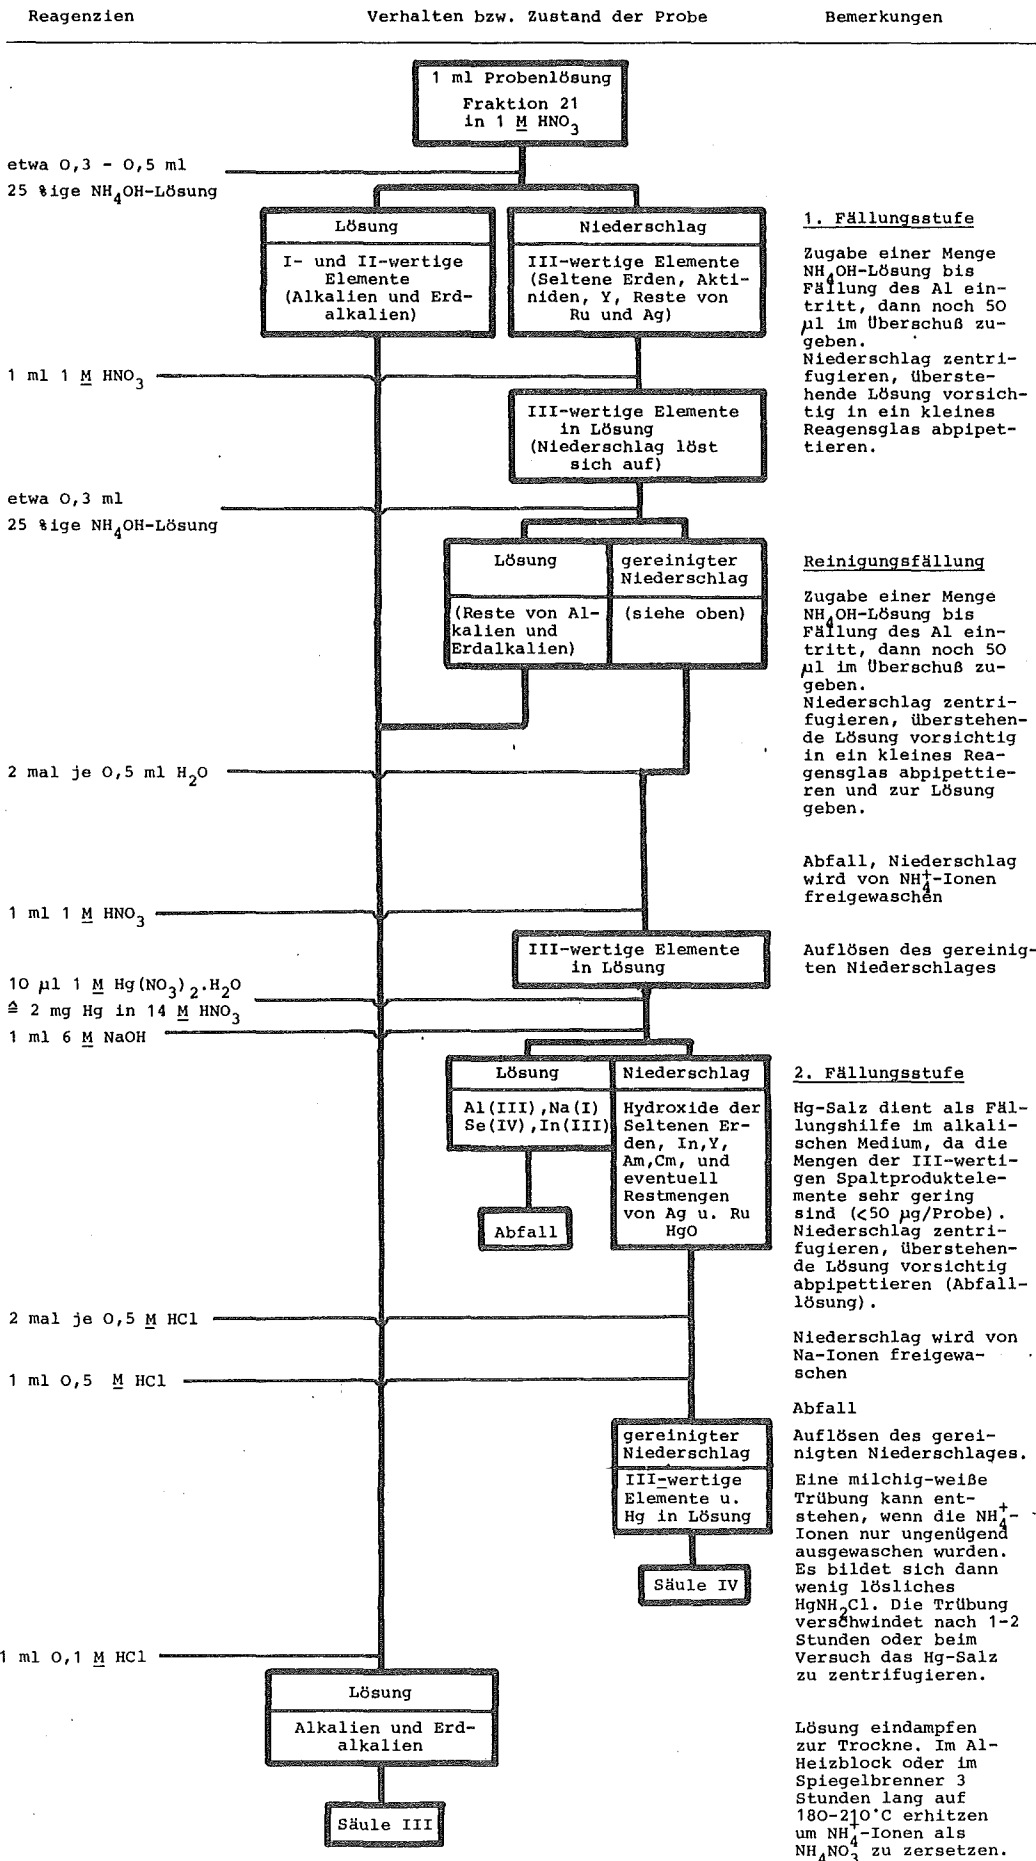 Reagenzien Verhalten bzw. Zustand der Probe Bemerkungen
1 ml Probenlösung
Fraktion 21
in 1 M HNO3
etwa 0,3 - 0,5 ml
25 %ige NH4OH-Lösung
Lösung
I- und II-wertige
Elemente
(Alkalien und Erd-
alkalien)
Niederschlag
III-wertige Elemente
(Seltene Erden, Akti-
niden, Y, Reste von
Ru und Ag)
1. Fällungsstufe
Zugabe einer Menge
NH4OH-Lösung bis
Fällung des Al ein-
tritt, dann noch 50
µl im Überschuß zu-
geben.
Niederschlag zentri-
fugieren, überste-
hende Lösung vorsich-
tig in ein kleines
Reagensglas abpipet-
tieren.
1 ml 1 M HNO3
III-wertige Elemente
in Lösung
(Niederschlag löst
sich auf)
etwa 0,3 ml
25 %ige NH4OH-Lösung
Lösung
(Reste von Al-
kalien und
Erdalkalien)
gereinigter
Niederschlag
(siehe oben)
Reinigungsfällung
Zugabe einer Menge
NH4OH-Lösung bis
Fällung des Al ein-
tritt, dann noch 50
µl im Überschuß zu-
geben.
Niederschlag zentri-
fugieren, überstehen-
de Lösung vorsichtig
in ein kleines Rea-
gensglas abpipettie-
ren und zur Lösung
geben.
2 mal je 0,5 ml H2O
Abfall, Niederschlag
wird von NH4+-Ionen
freigewaschen
1 ml 1 M HNO3
III-wertige Elemente
in Lösung
Auflösen des gereinig-
ten Niederschlages
10 µl 1 M Hg(NO3)2.H2O
≙ 2 mg Hg in 14 M HNO3
1 ml 6 M NaOH
Lösung
Al(III),Na(I)
Se(IV),In(III)
Abfall
Niederschlag
Hydroxide der
Seltenen Er-
den, In,Y,
Am,Cm, und
eventuell
Restmengen
von Ag u. Ru
HgO
2. Fällungsstufe
Hg-Salz dient als Fäl-
lungshilfe im alkali-
schen Medium, da die
Mengen der III-werti-
gen Spaltproduktele-
mente sehr gering
sind (<50 µg/Probe).
Niederschlag zentri-
fugieren, überstehen-
de Lösung vorsichtig
abpipettieren (Abfall-
lösung).
2 mal je 0,5 M HCl
Niederschlag wird von
Na-Ionen freigewa-
schen
1 ml 0,5 M HCl
Abfall
gereinigter
Niederschlag
III-wertige
Elemente u.
Hg in Lösung
Säule IV
Auflösen des gerei-
nigten Niederschlages.
Eine milchig-weiße
Trübung kann ent-
stehen, wenn die NH4+-
Ionen nur ungenügend
ausgewaschen wurden.
Es bildet sich dann
wenig lösliches
HgNH2Cl. Die Trübung
verschwindet nach 1-2
Stunden oder beim
Versuch das Hg-Salz
zu zentrifugieren.
1 ml 0,1 M HCl
Lösung
Alkalien und Erd-
alkalien
Säule III
Lösung eindampfen
zur Trockne. Im Al-
Heizblock oder im
Spiegelbrenner 3
Stunden lang auf
180-210°C erhitzen
um NH4+-Ionen als
NH4NO3 zu zersetzen.